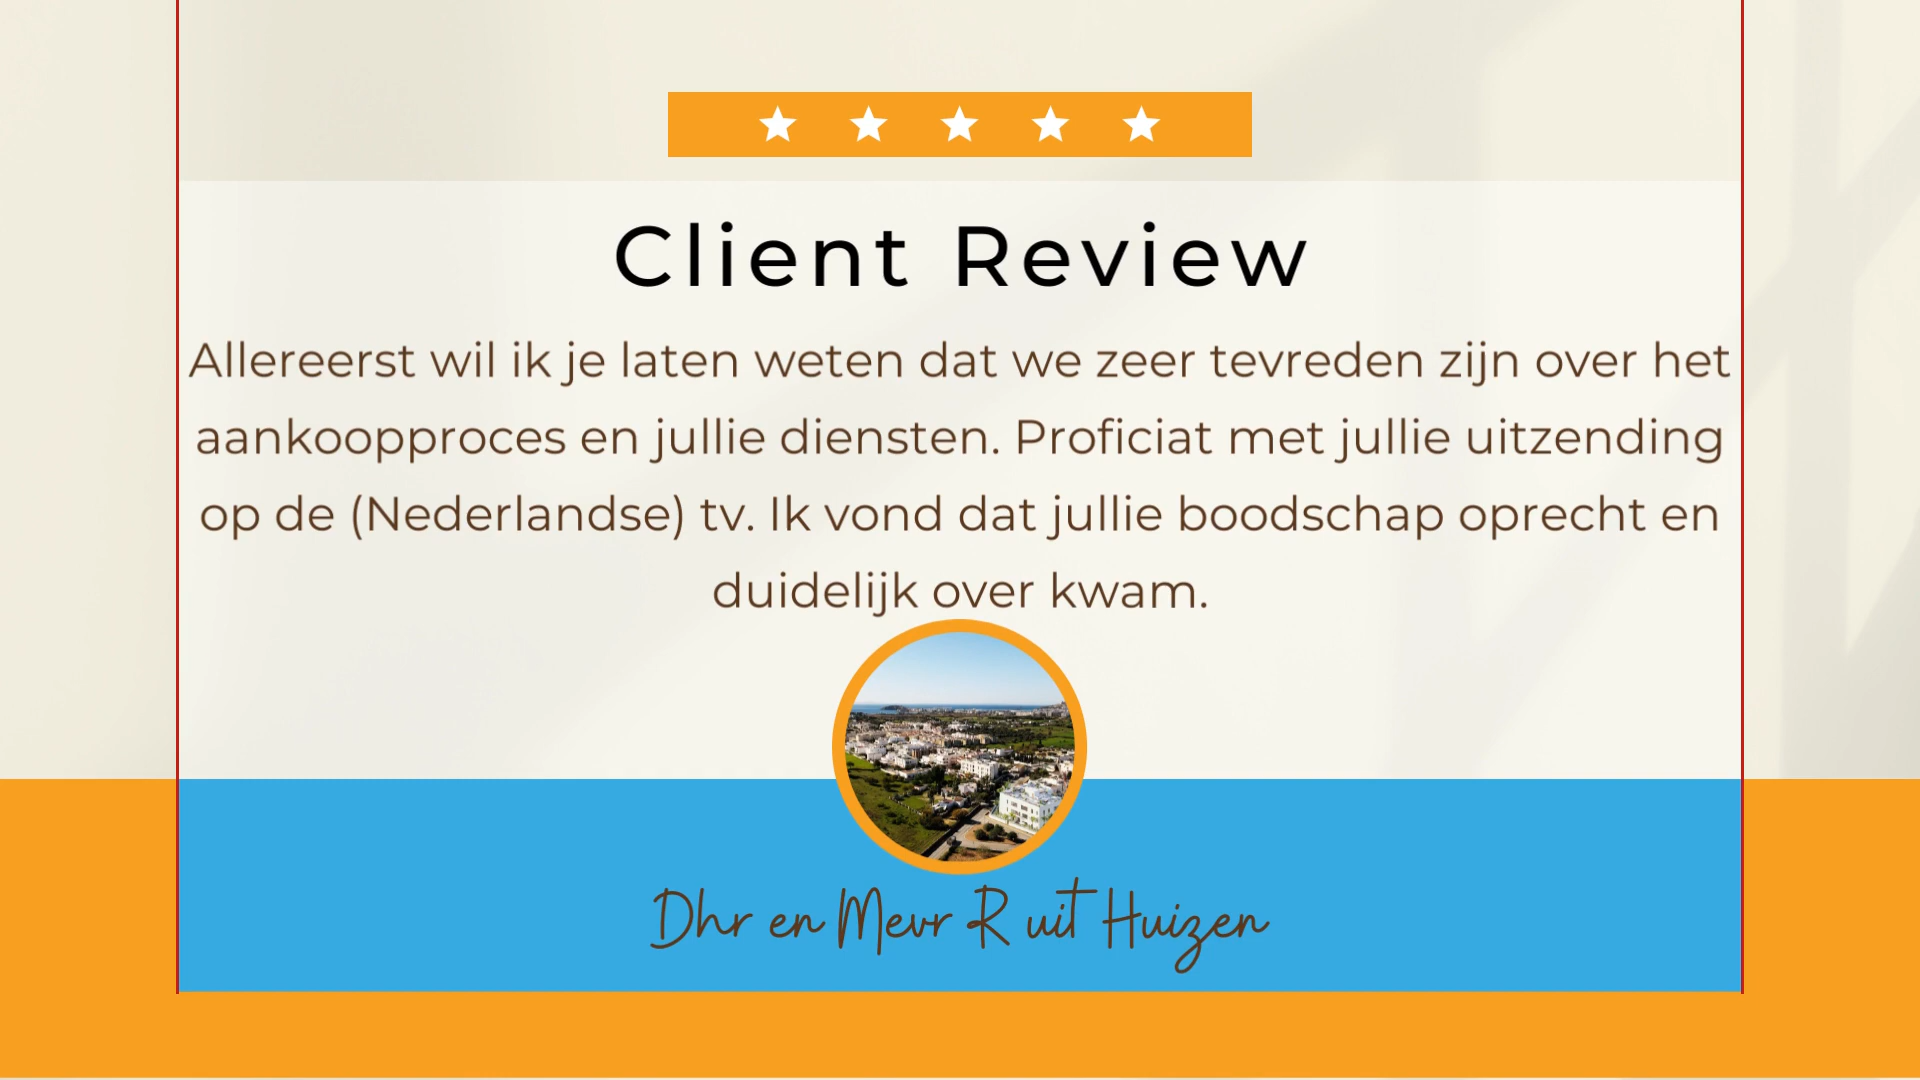 Client Review
Allereerst wil ik je laten weten dat we zeer tevreden zijn over het
aankoopproces en jullie diensten. Proficiat met jullie uitzending
op de (Nederlandse) tv. Ik vond dat jullie boodschap oprecht en
duidelijk over kwam.
Dhr en Mevr R uit Huizen